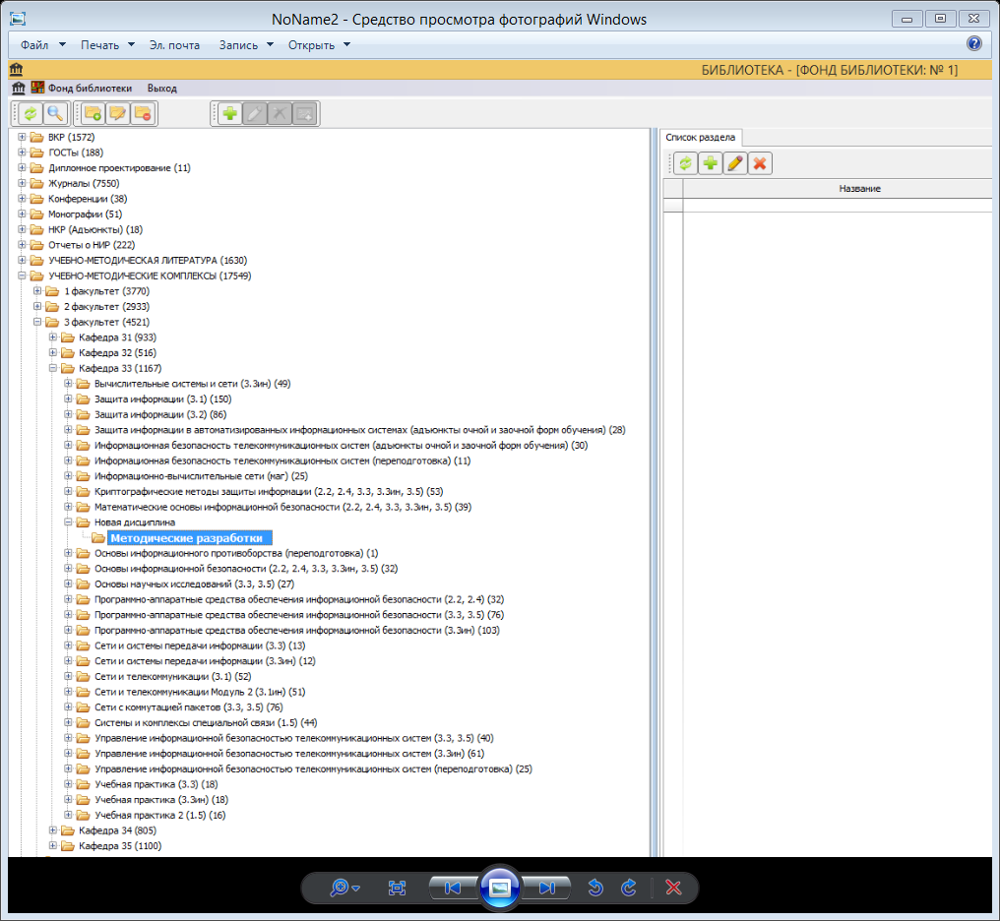 NoName2 - Средство просмотра фотографий Windows
Файл Печать Эл. почта Запись Открыть
БИБЛИОТЕКА - [ФОНД БИБЛИОТЕКИ: № 1]
Фонд библиотеки Выход
Список раздела
Название
ВКР (1572)
ГОСТы (188)
Дипломное проектирование (11)
Журналы (7550)
Конференции (38)
Монографии (51)
НКР (Адъюнкты) (18)
Отчеты о НИР (222)
УЧЕБНО-МЕТОДИЧЕСКАЯ ЛИТЕРАТУРА (1630)
УЧЕБНО-МЕТОДИЧЕСКИЕ КОМПЛЕКСЫ (17549)
1 факультет (3770)
2 факультет (2933)
3 факультет (4521)
Кафедра 31 (933)
Кафедра 32 (516)
Кафедра 33 (1167)
Вычислительные системы и сети (3.3ин) (49)
Защита информации (3.1) (150)
Защита информации (3.2) (86)
Защита информации в автоматизированных информационных системах (адъюнкты очной и заочной форм обучения) (28)
Информационная безопасность телекоммуникационных систем (адъюнкты очной и заочной форм обучения) (30)
Информационная безопасность телекоммуникационных систем (переподготовка) (11)
Информационно-вычислительные сети (маг) (25)
Криптографические методы защиты информации (2.2, 2.4, 3.3, 3.3ин, 3.5) (53)
Математические основы информационной безопасности (2.2, 2.4, 3.3, 3.3ин, 3.5) (39)
Новая дисциплина
Методические разработки
Основы информационного противоборства (переподготовка) (1)
Основы информационной безопасности (2.2, 2.4, 3.3, 3.3ин, 3.5) (32)
Основы научных исследований (3.3, 3.5) (27)
Программно-аппаратные средства обеспечения информационной безопасности (2.2, 2.4) (32)
Программно-аппаратные средства обеспечения информационной безопасности (3.3, 3.5) (76)
Программно-аппаратные средства обеспечения информационной безопасности (3.3ин) (103)
Сети и системы передачи информации (3.3) (13)
Сети и системы передачи информации (3.3ин) (12)
Сети и телекоммуникации (3.1) (52)
Сети и телекоммуникации Модуль 2 (3.1ин) (51)
Сети с коммутацией пакетов (3.3, 3.5) (76)
Системы и комплексы специальной связи (1.5) (44)
Управление информационной безопасностью телекоммуникационных систем (3.3, 3.5) (40)
Управление информационной безопасностью телекоммуникационных систем (3.3ин) (61)
Управление информационной безопасностью телекоммуникационных систем (переподготовка) (25)
Учебная практика (3.3) (18)
Учебная практика (3.3ин) (18)
Учебная практика 2 (1.5) (16)
Кафедра 34 (805)
Кафедра 35 (1100)